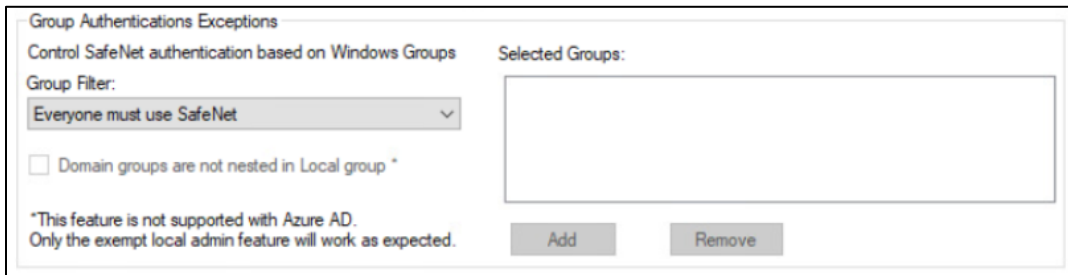 Group Authentications Exceptions
Control SafeNet authentication based on Windows Groups
Group Filter:
Everyone must use SafeNet
Domain groups are not nested in Local group *
*This feature is not supported with Azure AD.
Only the exempt local admin feature will work as expected.
Selected Groups:
Add
Remove